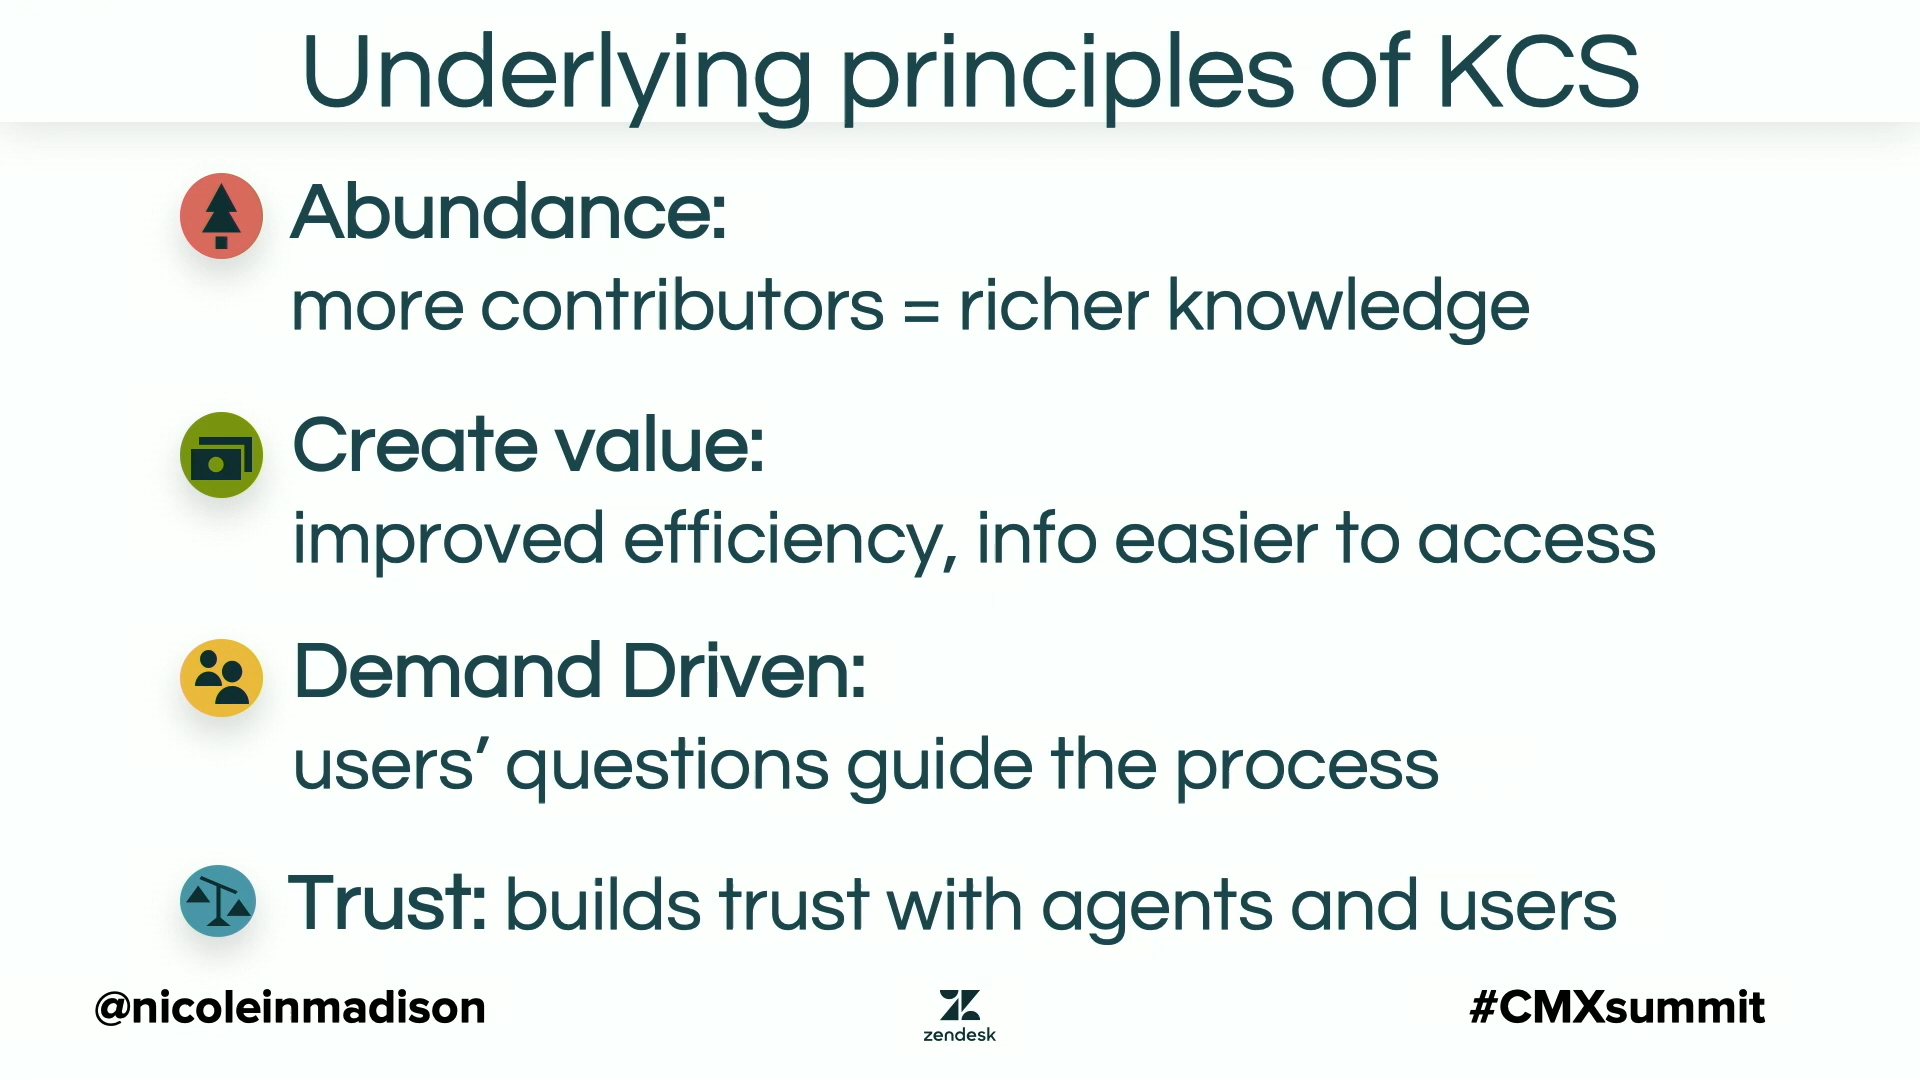 Underlying principles of KCS
Abundance:
more contributors = richer knowledge
Create value:
improved efficiency, info easier to access
Demand Driven:
users’ questions guide the process
Trust: builds trust with agents and users
@nicoleinmadison
zendesk
#CMXsummit